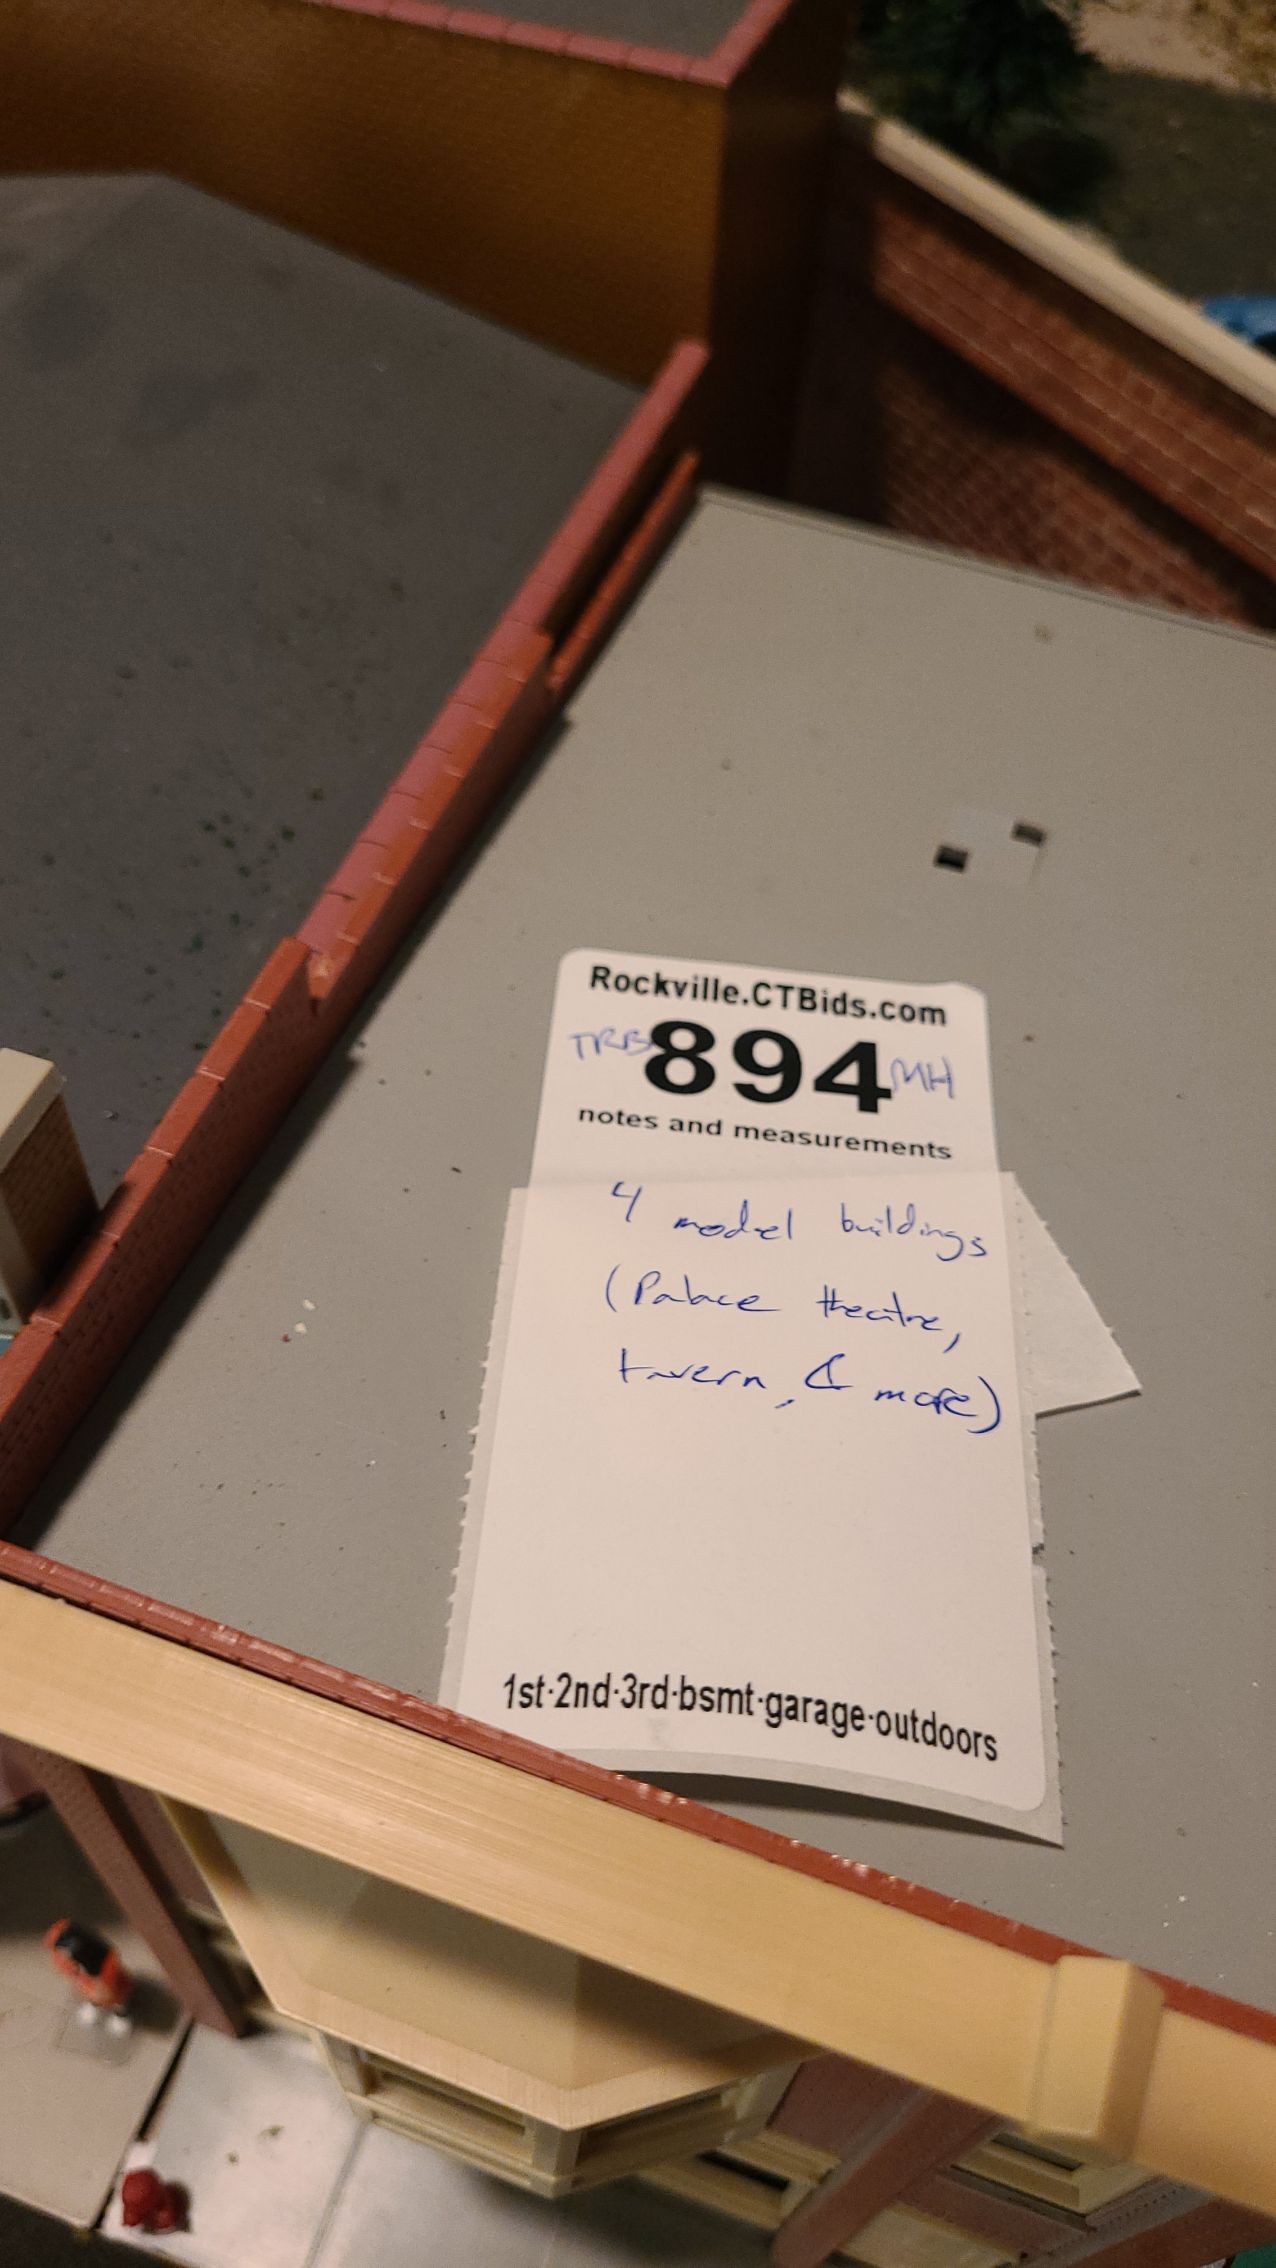 Rockville.CTBids.com
TRB 894 MH
notes and measurements
4 model buildings
(Palace theatre,
tavern, & more)
1st·2nd·3rd·bsmt·garage·outdoors